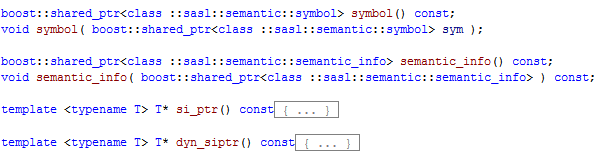 boost::shared_ptr<class ::sasl::semantic::symbol> symbol() const;
void symbol( boost::shared_ptr<class ::sasl::semantic::symbol> sym );
boost::shared_ptr<class ::sasl::semantic::semantic_info> semantic_info() const;
void semantic_info( boost::shared_ptr<class ::sasl::semantic::semantic_info> ) const;
template <typename T> T* si_ptr() const{ ... }
template <typename T> T* dyn_siptr() const{ ... }